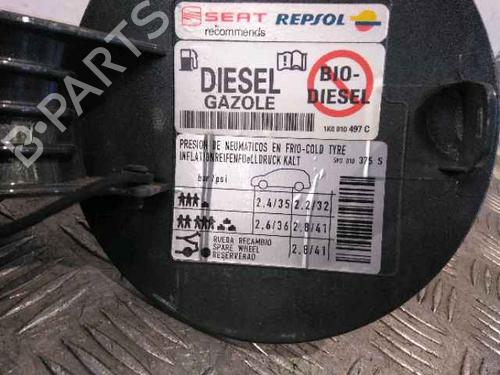 SEAT REPSOL
recommends
DIESEL
GAZOLE
BIO-
DIESEL
1K0 010 497 C
PRESION DE NEUMATICOS EN FRIO-COLD TYRE
INFLATIONREIFENFÜLLDRUCK KALT
375 S
bar/psi
2.4/35 2.2/32
2.6/36 2.8/41
RUEDA RECAMBIO
SPARE WHEEL
RESERVERAD
2.8/41